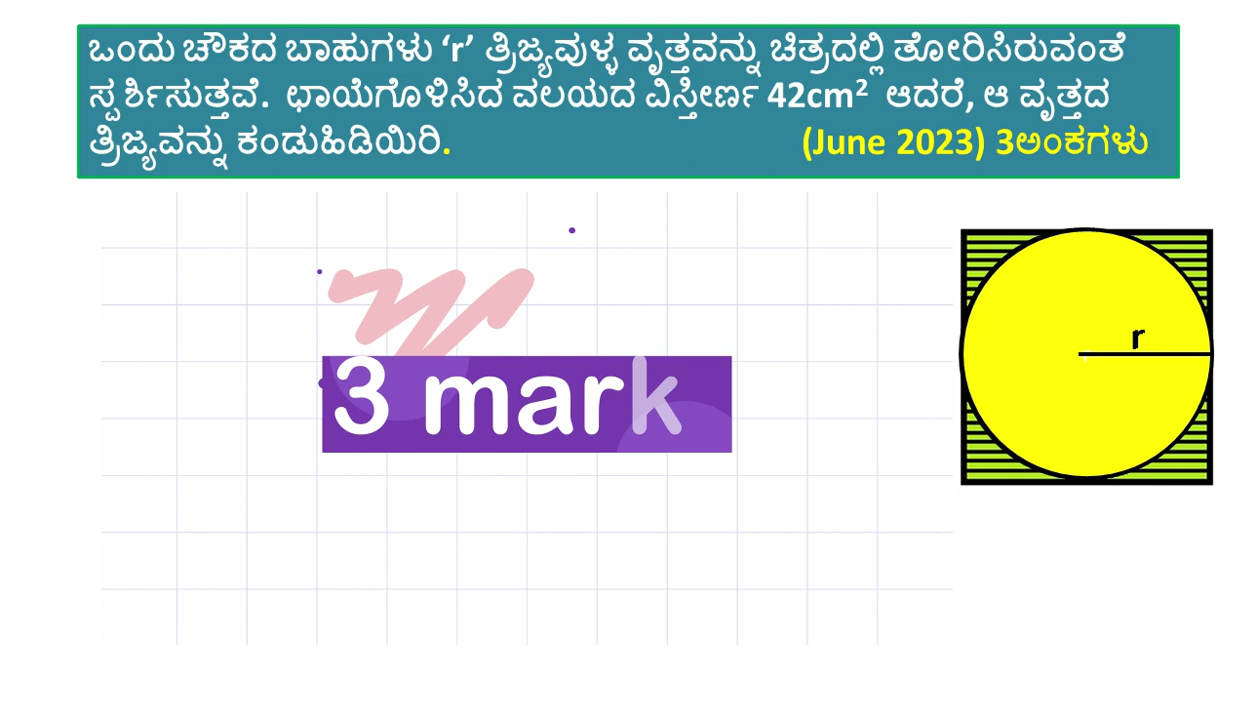 ಒಂದು ಚೌಕದ ಬಾಹುಗಳು ‘r’ ತ್ರಿಜ್ಯವುಳ್ಳ ವೃತ್ತವನ್ನು ಚಿತ್ರದಲ್ಲಿ ತೋರಿಸಿರುವಂತೆ
ಸ್ಪರ್ಶಿಸುತ್ತವೆ. ಛಾಯೆಗೊಳಿಸಿದ ವಲಯದ ವಿಸ್ತೀರ್ಣ 42cm² ಆದರೆ, ಆ ವೃತ್ತದ
ತ್ರಿಜ್ಯವನ್ನು ಕಂಡುಹಿಡಿಯಿರಿ. (June 2023) 3ಅಂಕಗಳು
r
3 mark